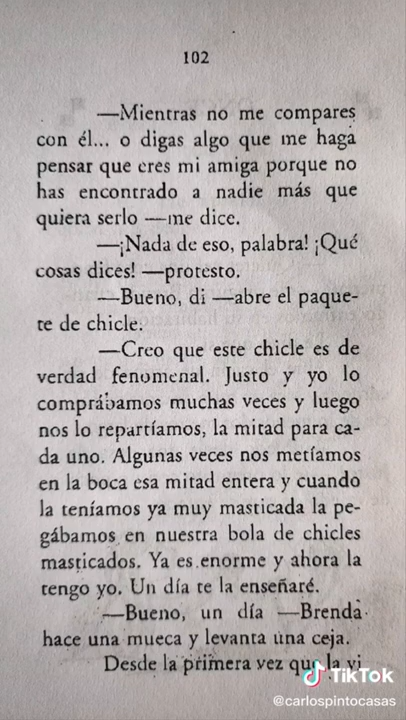 102
—Mientras no me compares
con él... o digas algo que me haga
pensar que eres mi amiga porque no
has encontrado a nadie más que
quiera serlo —me dice.
—¡Nada de eso, palabra! ¡Qué
cosas dices! —protesto.
—Bueno, di —abre el paque-
te de chicle.
—Creo que este chicle es de
verdad fenomenal. Justo y yo lo
comprábamos muchas veces y luego
nos lo repartíamos, la mitad para ca-
da uno. Algunas veces nos metíamos
en la boca esa mitad entera y cuando
la teníamos ya muy masticada la pe-
gábamos en nuestra bola de chicles
masticados. Ya es enorme y ahora la
tengo yo. Un día te la enseñaré.
—Bueno, un día —Brenda
hace una mueca y levanta una ceja.
Desde la primera vez que la vi
TikTok
@carlospintocasas